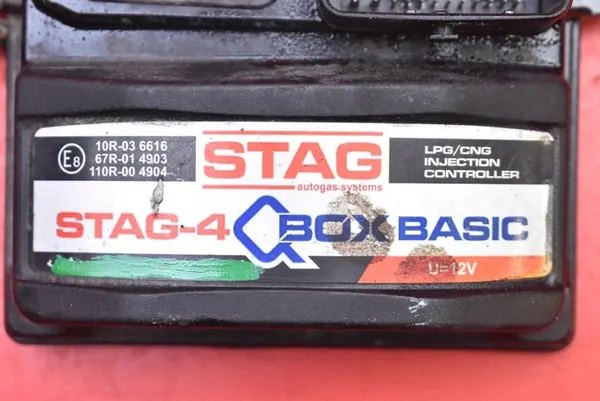 E8
10R-03 6616
67R-01 4903
110R-00 4904
STAG
autogas systems
LPG/CNG
INJECTION
CONTROLLER
STAG-4 QBOX BASIC
U=12V